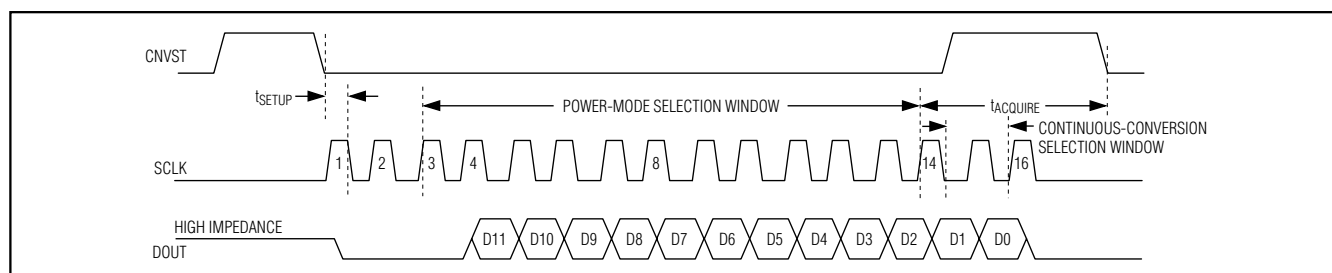 CNVST
tSETUP
POWER-MODE SELECTION WINDOW
tACQUIRE
CONTINUOUS-CONVERSION
SELECTION WINDOW
SCLK
1 2 3 4 8 14 16
HIGH IMPEDANCE
DOUT
D11 D10 D9 D8 D7 D6 D5 D4 D3 D2 D1 D0